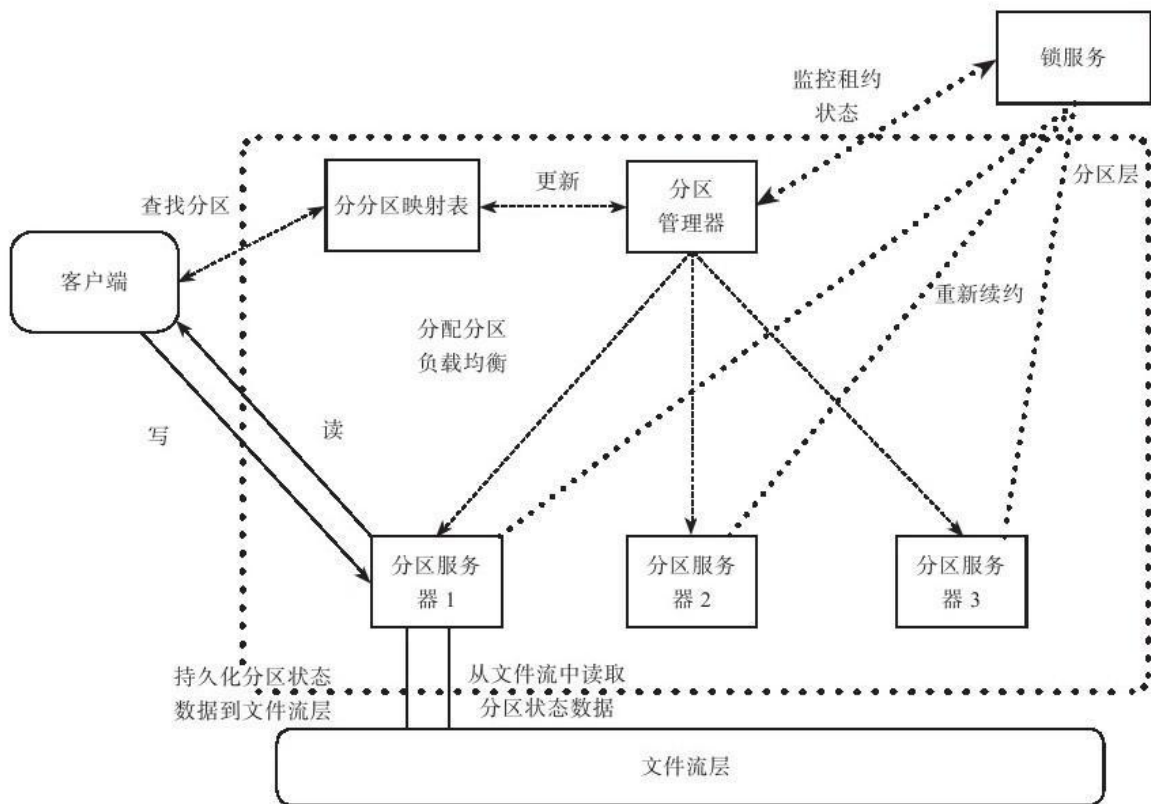 锁服务
监控租约
状态
分区层
更新
分分区映射表
分区
管理器
查找分区
客户端
重新续约
分配分区
负载均衡
写
读
分区服务
器 1
分区服务
器 2
分区服务
器 3
持久化分区状态
数据到文件流层
从文件流中读取
分区状态数据
文件流层